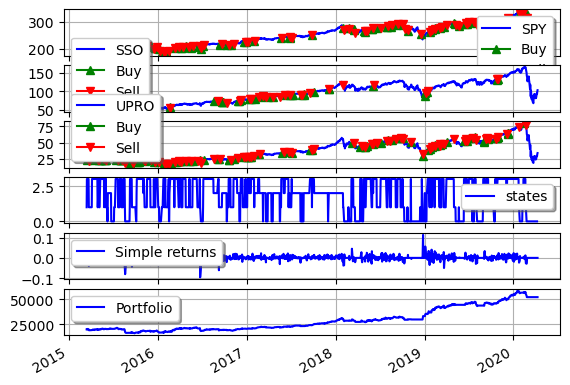 300
200
SPY
Buy
SSO
Buy
Sell
150
100
50
UPRO
Buy
Sell
75
50
25
2.5
0.0
states
0.1
0.0
−0.1
Simple returns
50000
25000
Portfolio
2015
2016
2017
2018
2019
2020